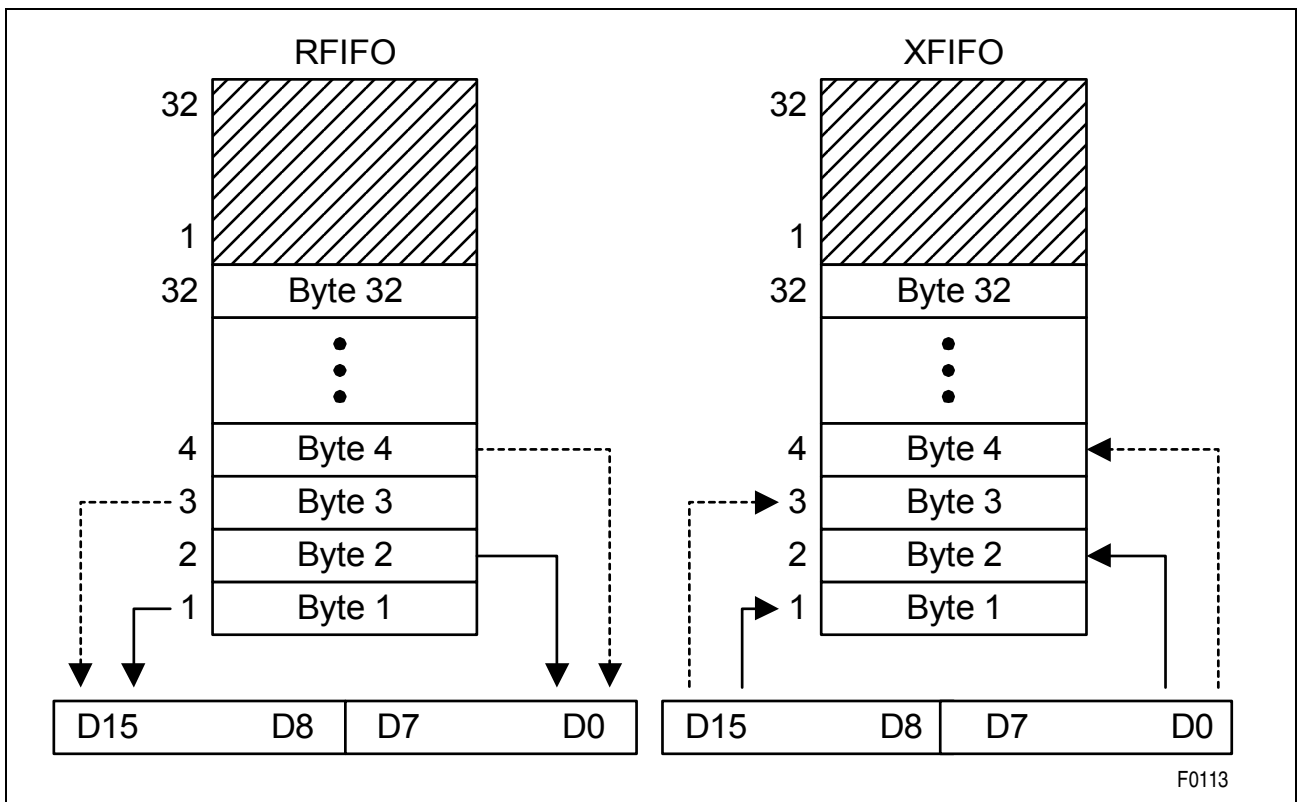 RFIFO XFIFO
32 32
1 1
32 Byte 32 32 Byte 32
4 Byte 4 4 Byte 4
3 Byte 3 3 Byte 3
2 Byte 2 2 Byte 2
1 Byte 1 1 Byte 1
D15 D8 D7 D0 D15 D8 D7 D0
F0113